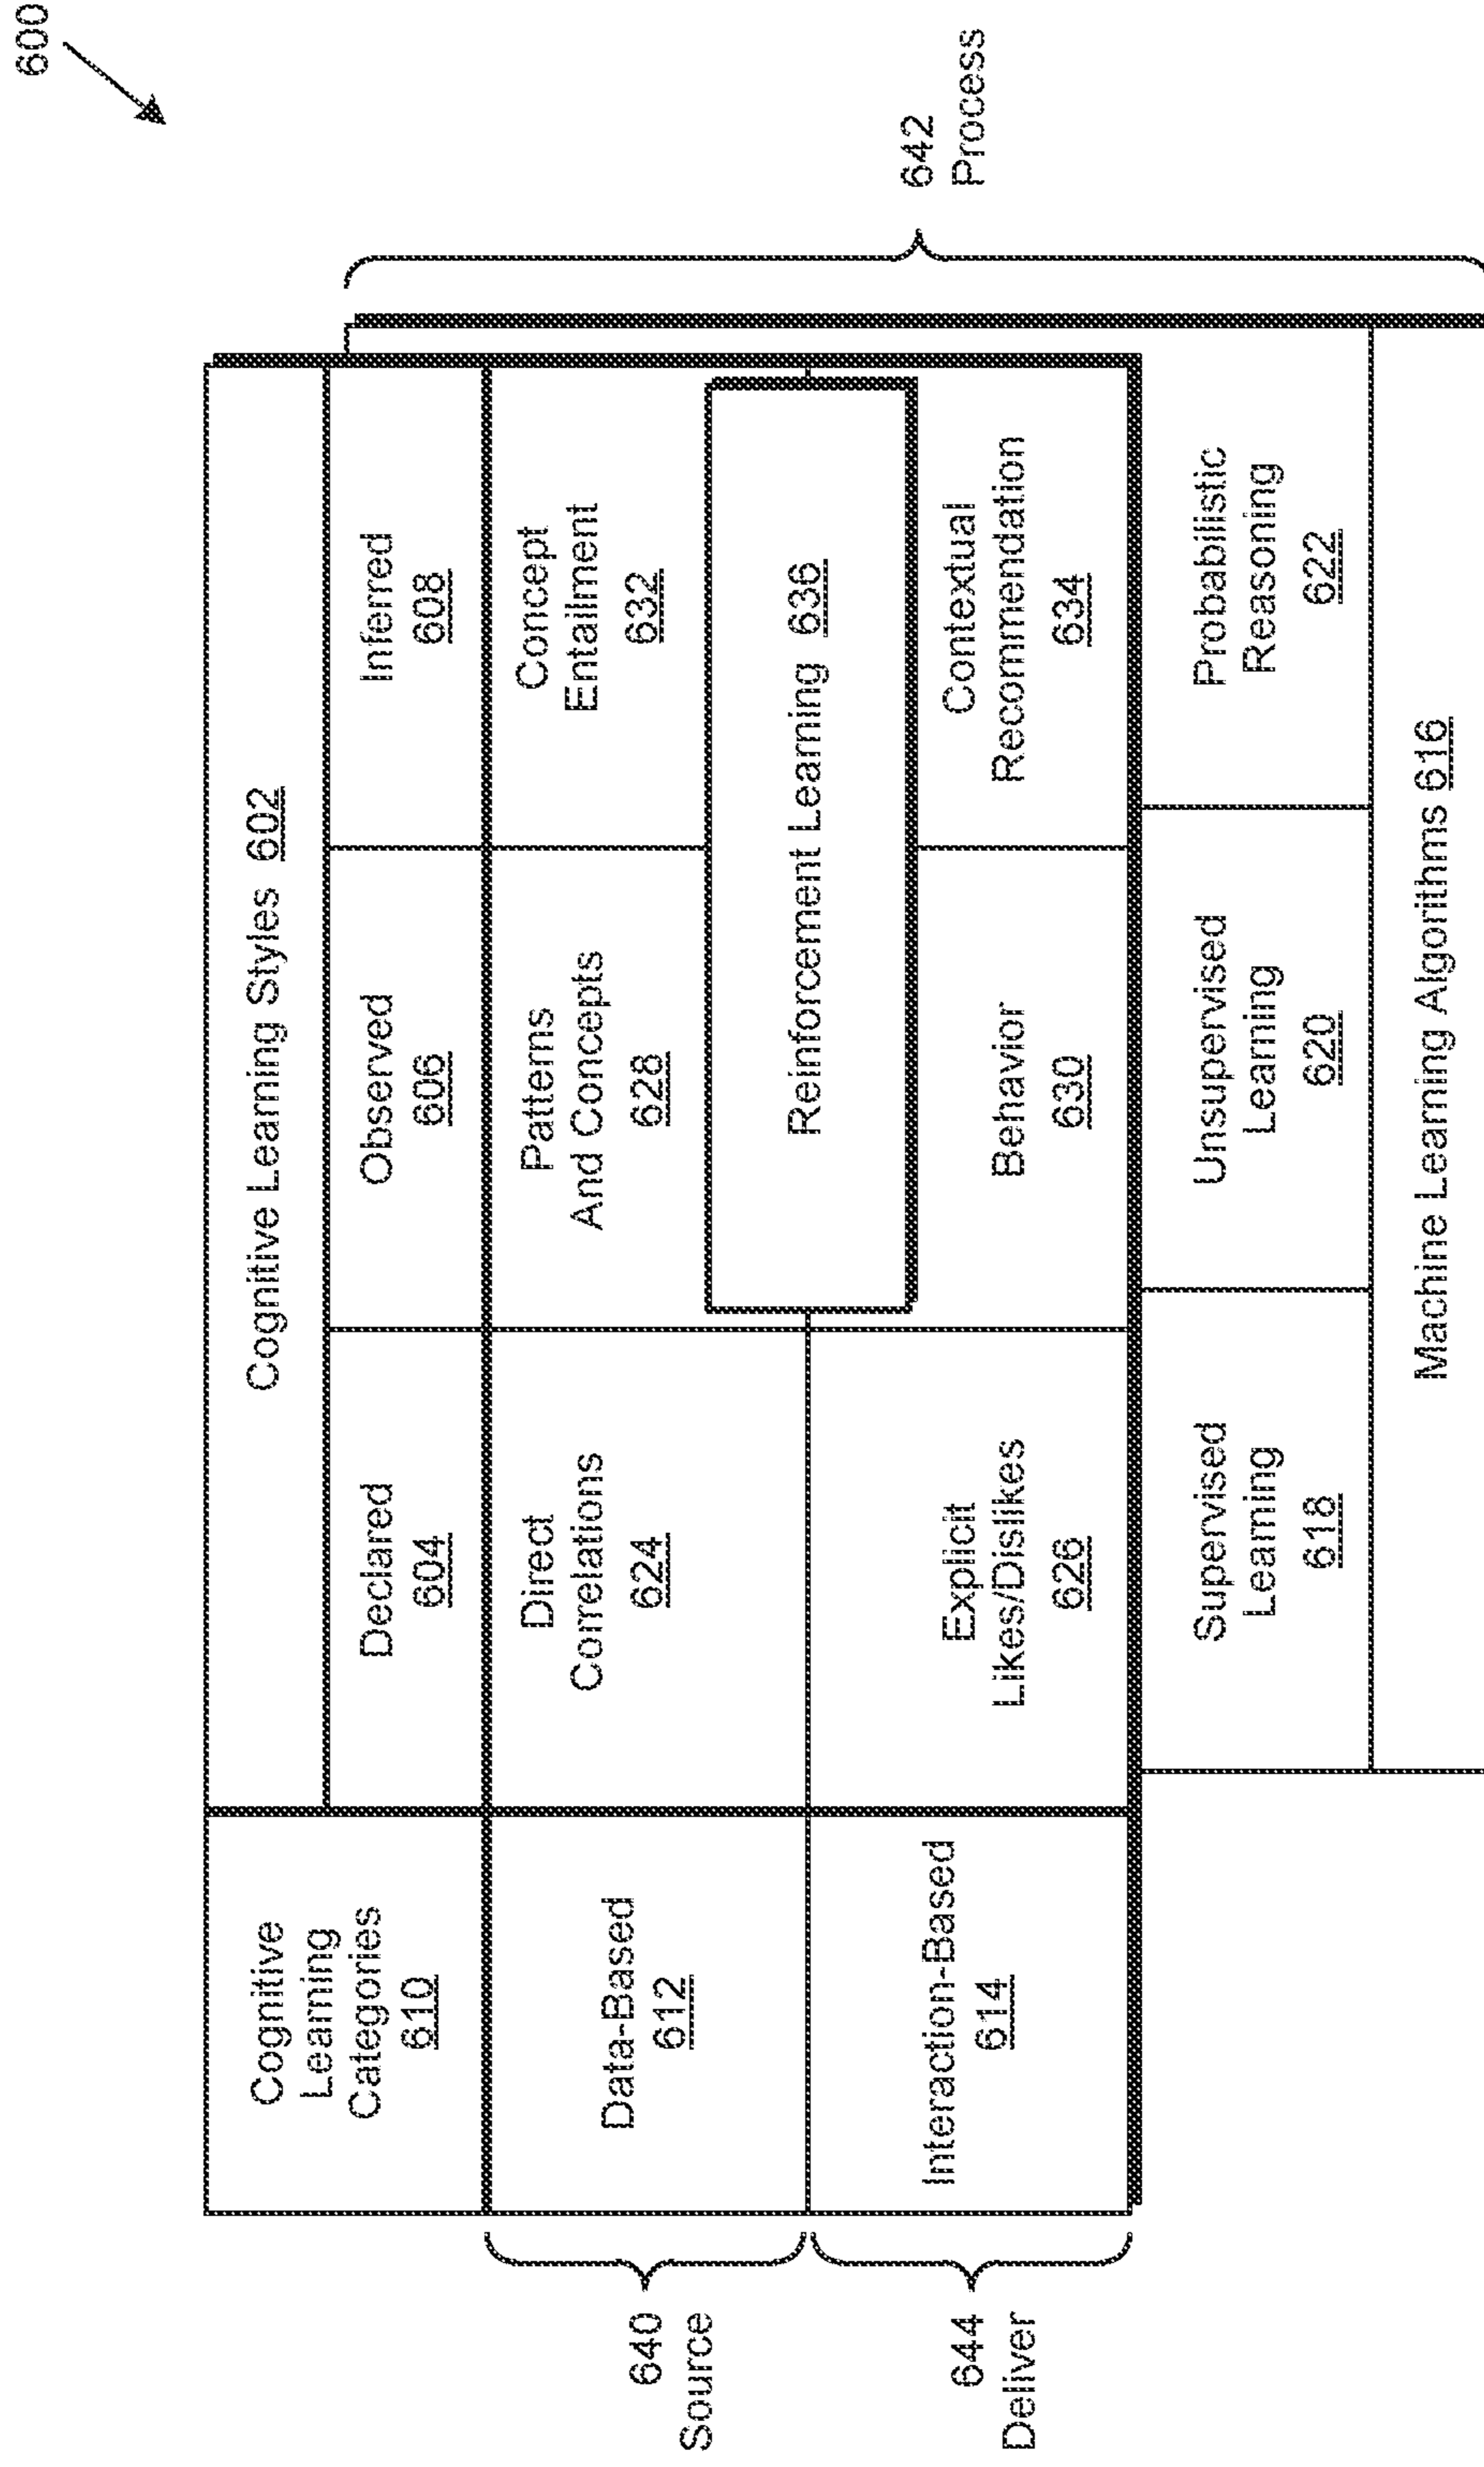 600
Cognitive
Learning
Categories
610
Cognitive Learning Styles 602
Declared
604
Observed
606
Inferred
608
640
Source
Data-Based
612
Direct
Correlations
624
Patterns
And Concepts
628
Concept
Entailment
632
Reinforcement Learning 636
644
Deliver
Interaction-Based
614
Explicit
Likes/Dislikes
626
Behavior
630
Contextual
Recommendation
634
642
Process
Supervised
Learning
618
Unsupervised
Learning
620
Probabilistic
Reasoning
622
Machine Learning Algorithms 616